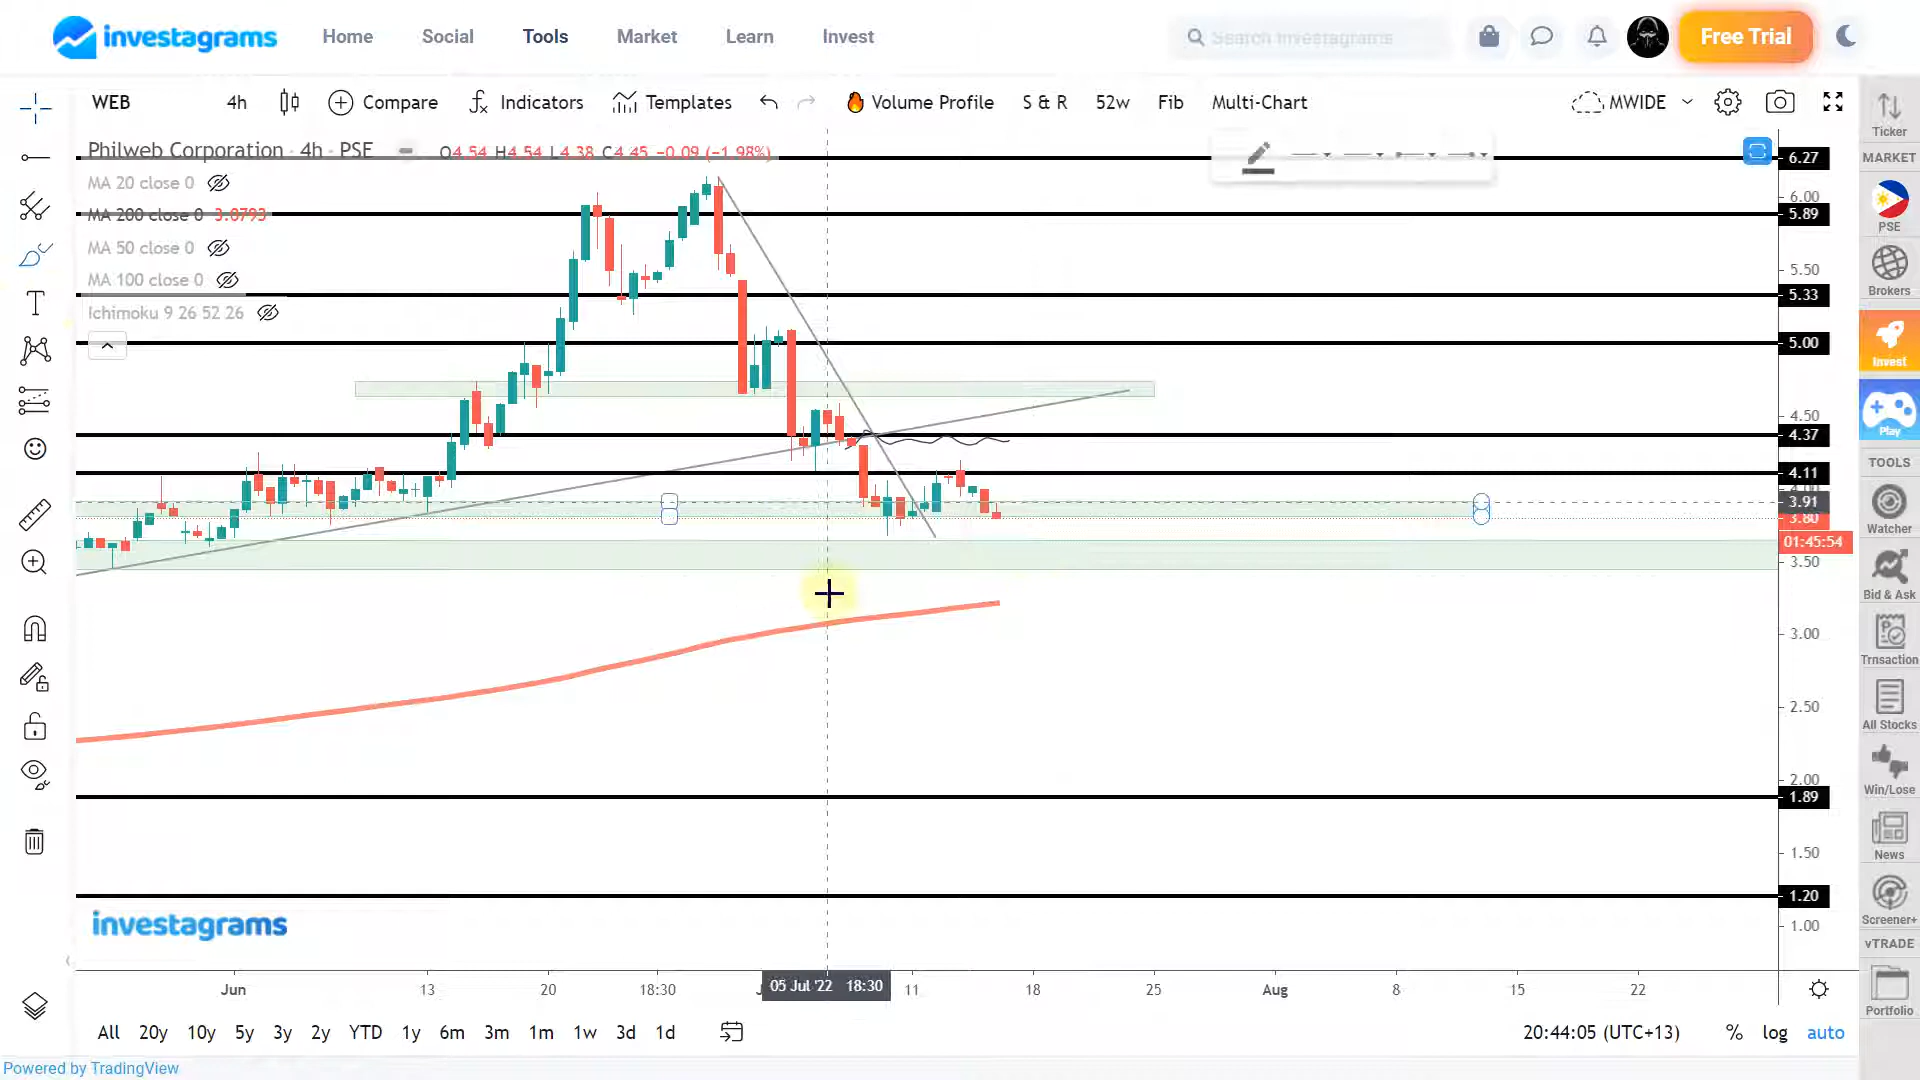 investagrams Home Social Tools Market Learn Invest Search Investagrams Free Trial
WEB 4h Compare Indicators Templates Volume Profile S & R 52w Fib Multi-Chart MWIDE
Philweb Corporation · 4h · PSE O4.54 H4.54 L4.38 C4.45 −0.09 (−1.98%)
MA 20 close 0
MA 200 close 0 3.0793
MA 50 close 0
MA 100 close 0
Ichimoku 9 26 52 26
6.27
6.00
5.89
5.50
5.33
5.00
4.50
4.37
4.11
4.00
3.91
3.80
01:45:54
3.50
3.00
2.50
2.00
1.89
1.50
1.20
1.00
investagrams
Jun 13 20 18:30 05 Jul '22 18:30 11 18 25 Aug 8 15 22
All 20y 10y 5y 3y 2y YTD 1y 6m 3m 1m 1w 3d 1d 20:44:05 (UTC+13) % log auto
Powered by TradingView
Ticker
MARKET
PSE
Brokers
Invest
Play
TOOLS
Watcher
Bid & Ask
Trnsaction
All Stocks
Win/Lose
News
Screener+
vTRADE
Portfolio